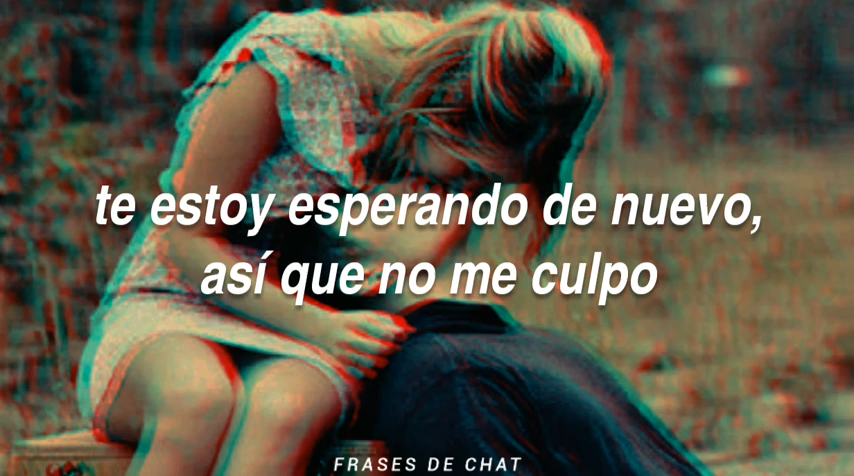 te estoy esperando de nuevo,
así que no me culpo
FRASES DE CHAT